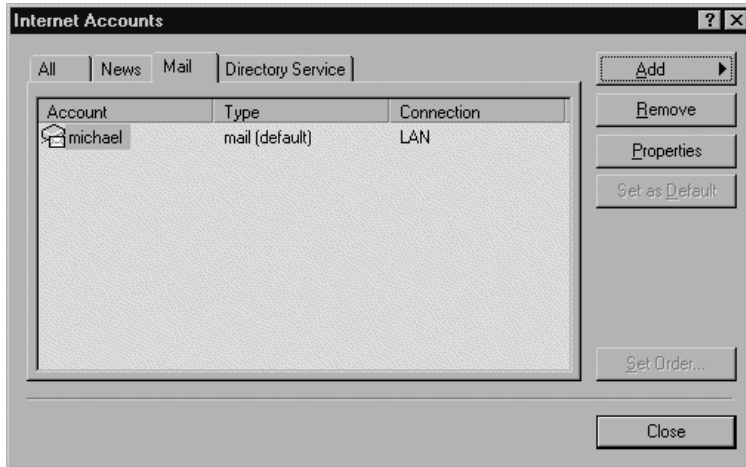 Internet Accounts
All News Mail Directory Service
Add
Remove
Properties
Set as Default
Account Type Connection
michael mail (default) LAN
Set Order...
Close